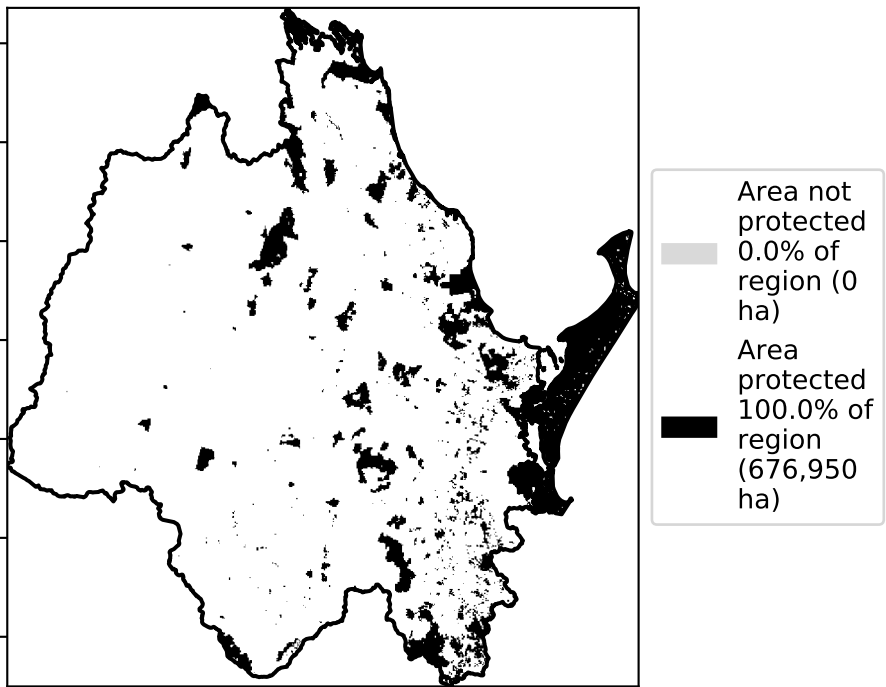 Area not
protected
0.0% of
region (0
ha)
Area
protected
100.0% of
region
(676,950
ha)